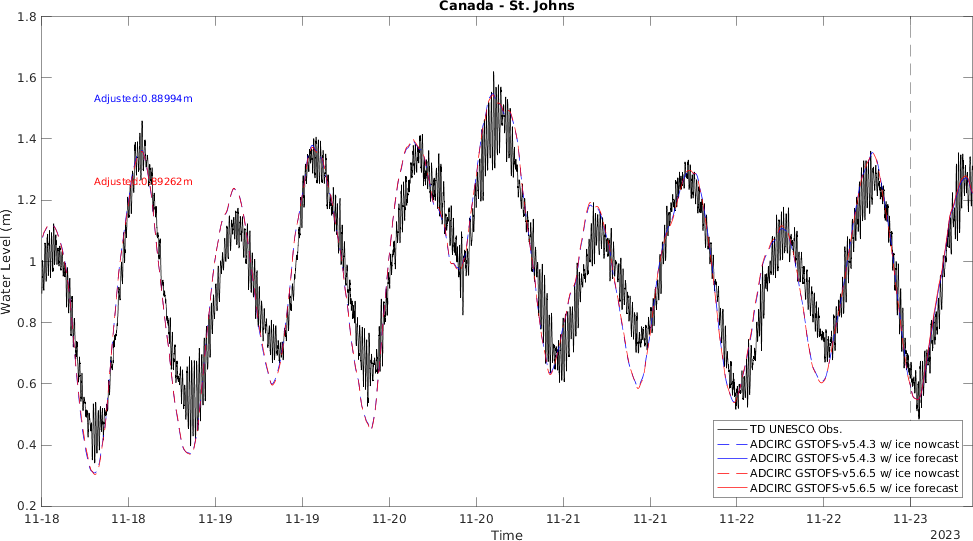 Canada - St. Johns
1.8
1.6
1.4
1.2
1
0.8
0.6
0.4
0.2
Water Level (m)
Adjusted:0.88994m
Adjusted:0.89262m
TD UNESCO Obs.
ADCIRC GSTOFS-v5.4.3 w/ ice nowcast
ADCIRC GSTOFS-v5.4.3 w/ ice forecast
ADCIRC GSTOFS-v5.6.5 w/ ice nowcast
ADCIRC GSTOFS-v5.6.5 w/ ice forecast
11-18 11-18 11-19 11-19 11-20 11-20 11-21 11-21 11-22 11-22 11-23
Time
2023